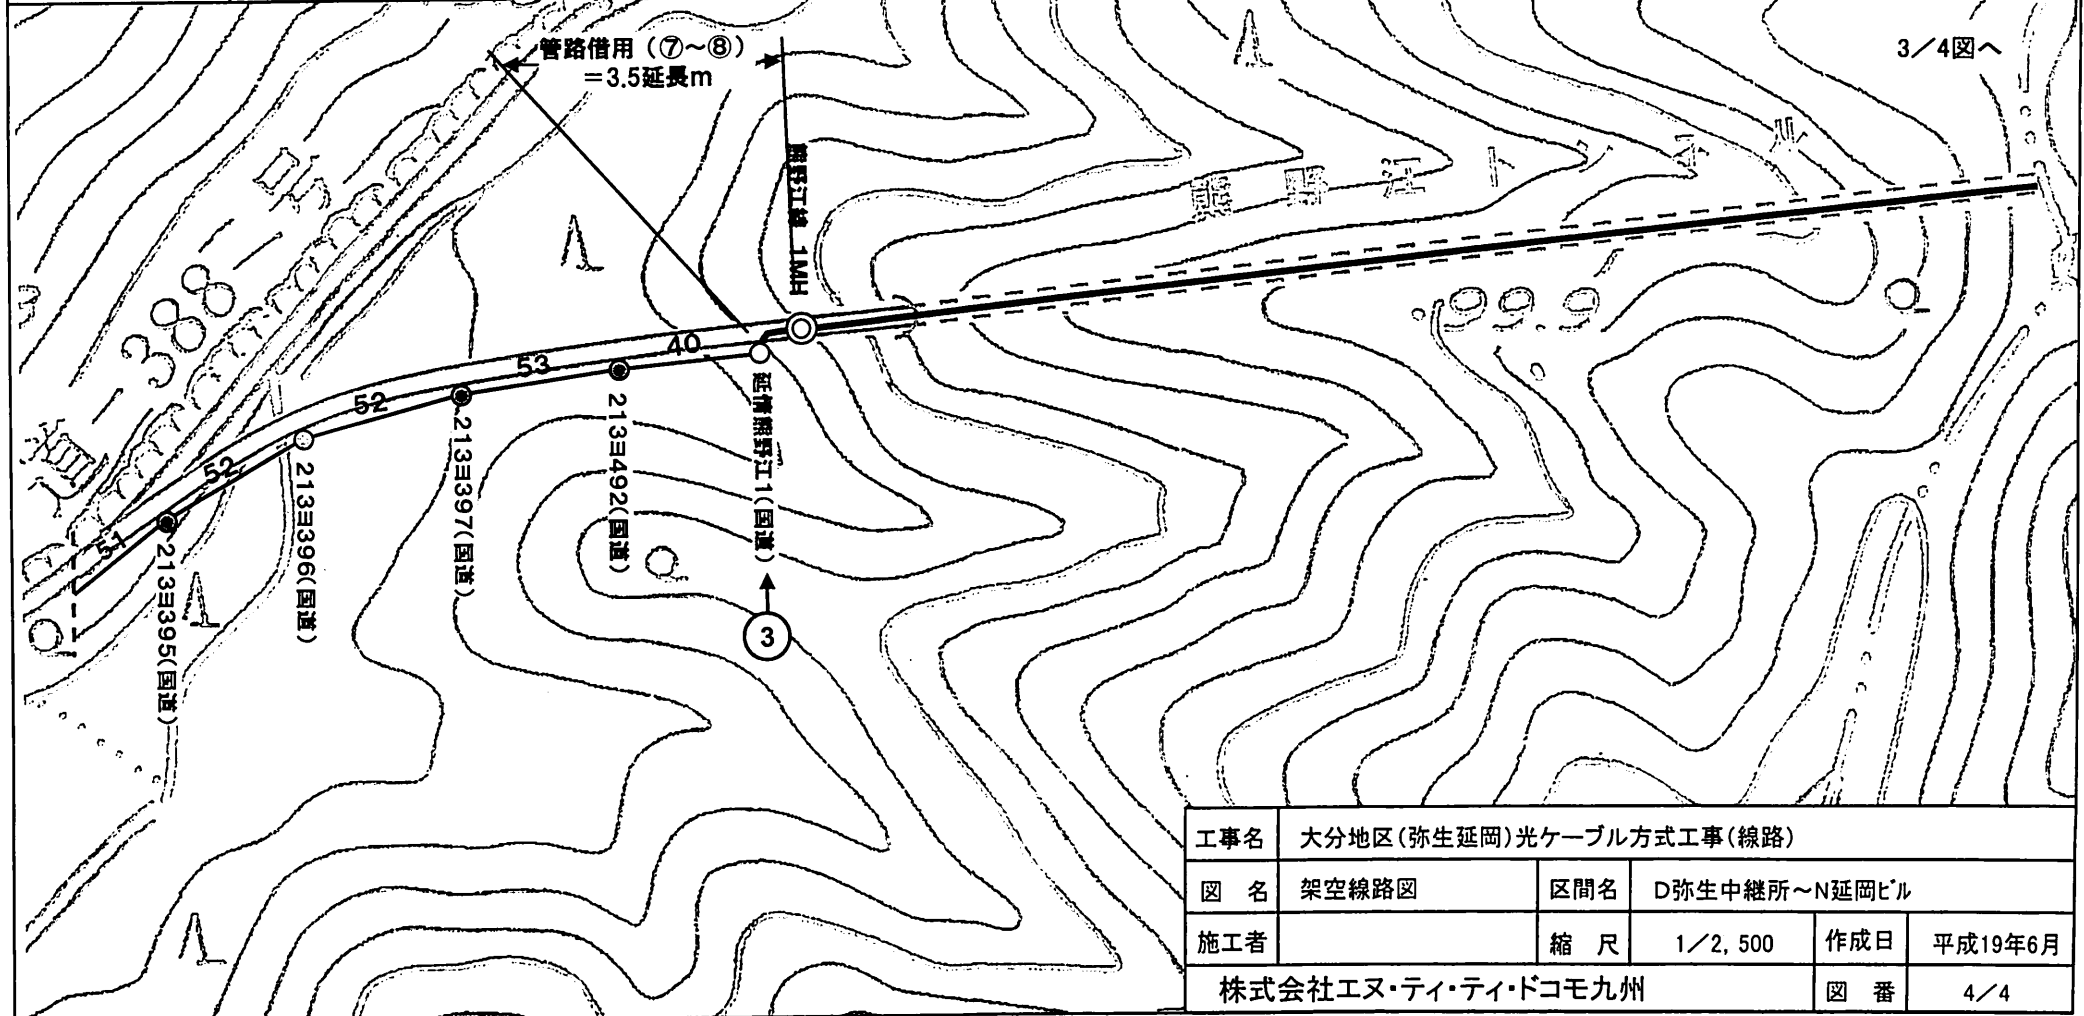 管路借用（⑦～⑧）
＝3.5延長m
3／4図へ
熊野江線 1MH
熊野江トンネル
388
99.9
40
53
52
52
51
213ヨ395(国道)
213ヨ396(国道)
213ヨ397(国道)
213ヨ492(国道)
延情熊野江1(国道)
3
道
工事名 大分地区(弥生延岡)光ケーブル方式工事(線路)
図 名 架空線路図 区間名 D弥生中継所～N延岡ビル
施工者 縮 尺 1／2,500 作成日 平成19年6月
株式会社エヌ・ティ・ティ・ドコモ九州 図 番 4／4